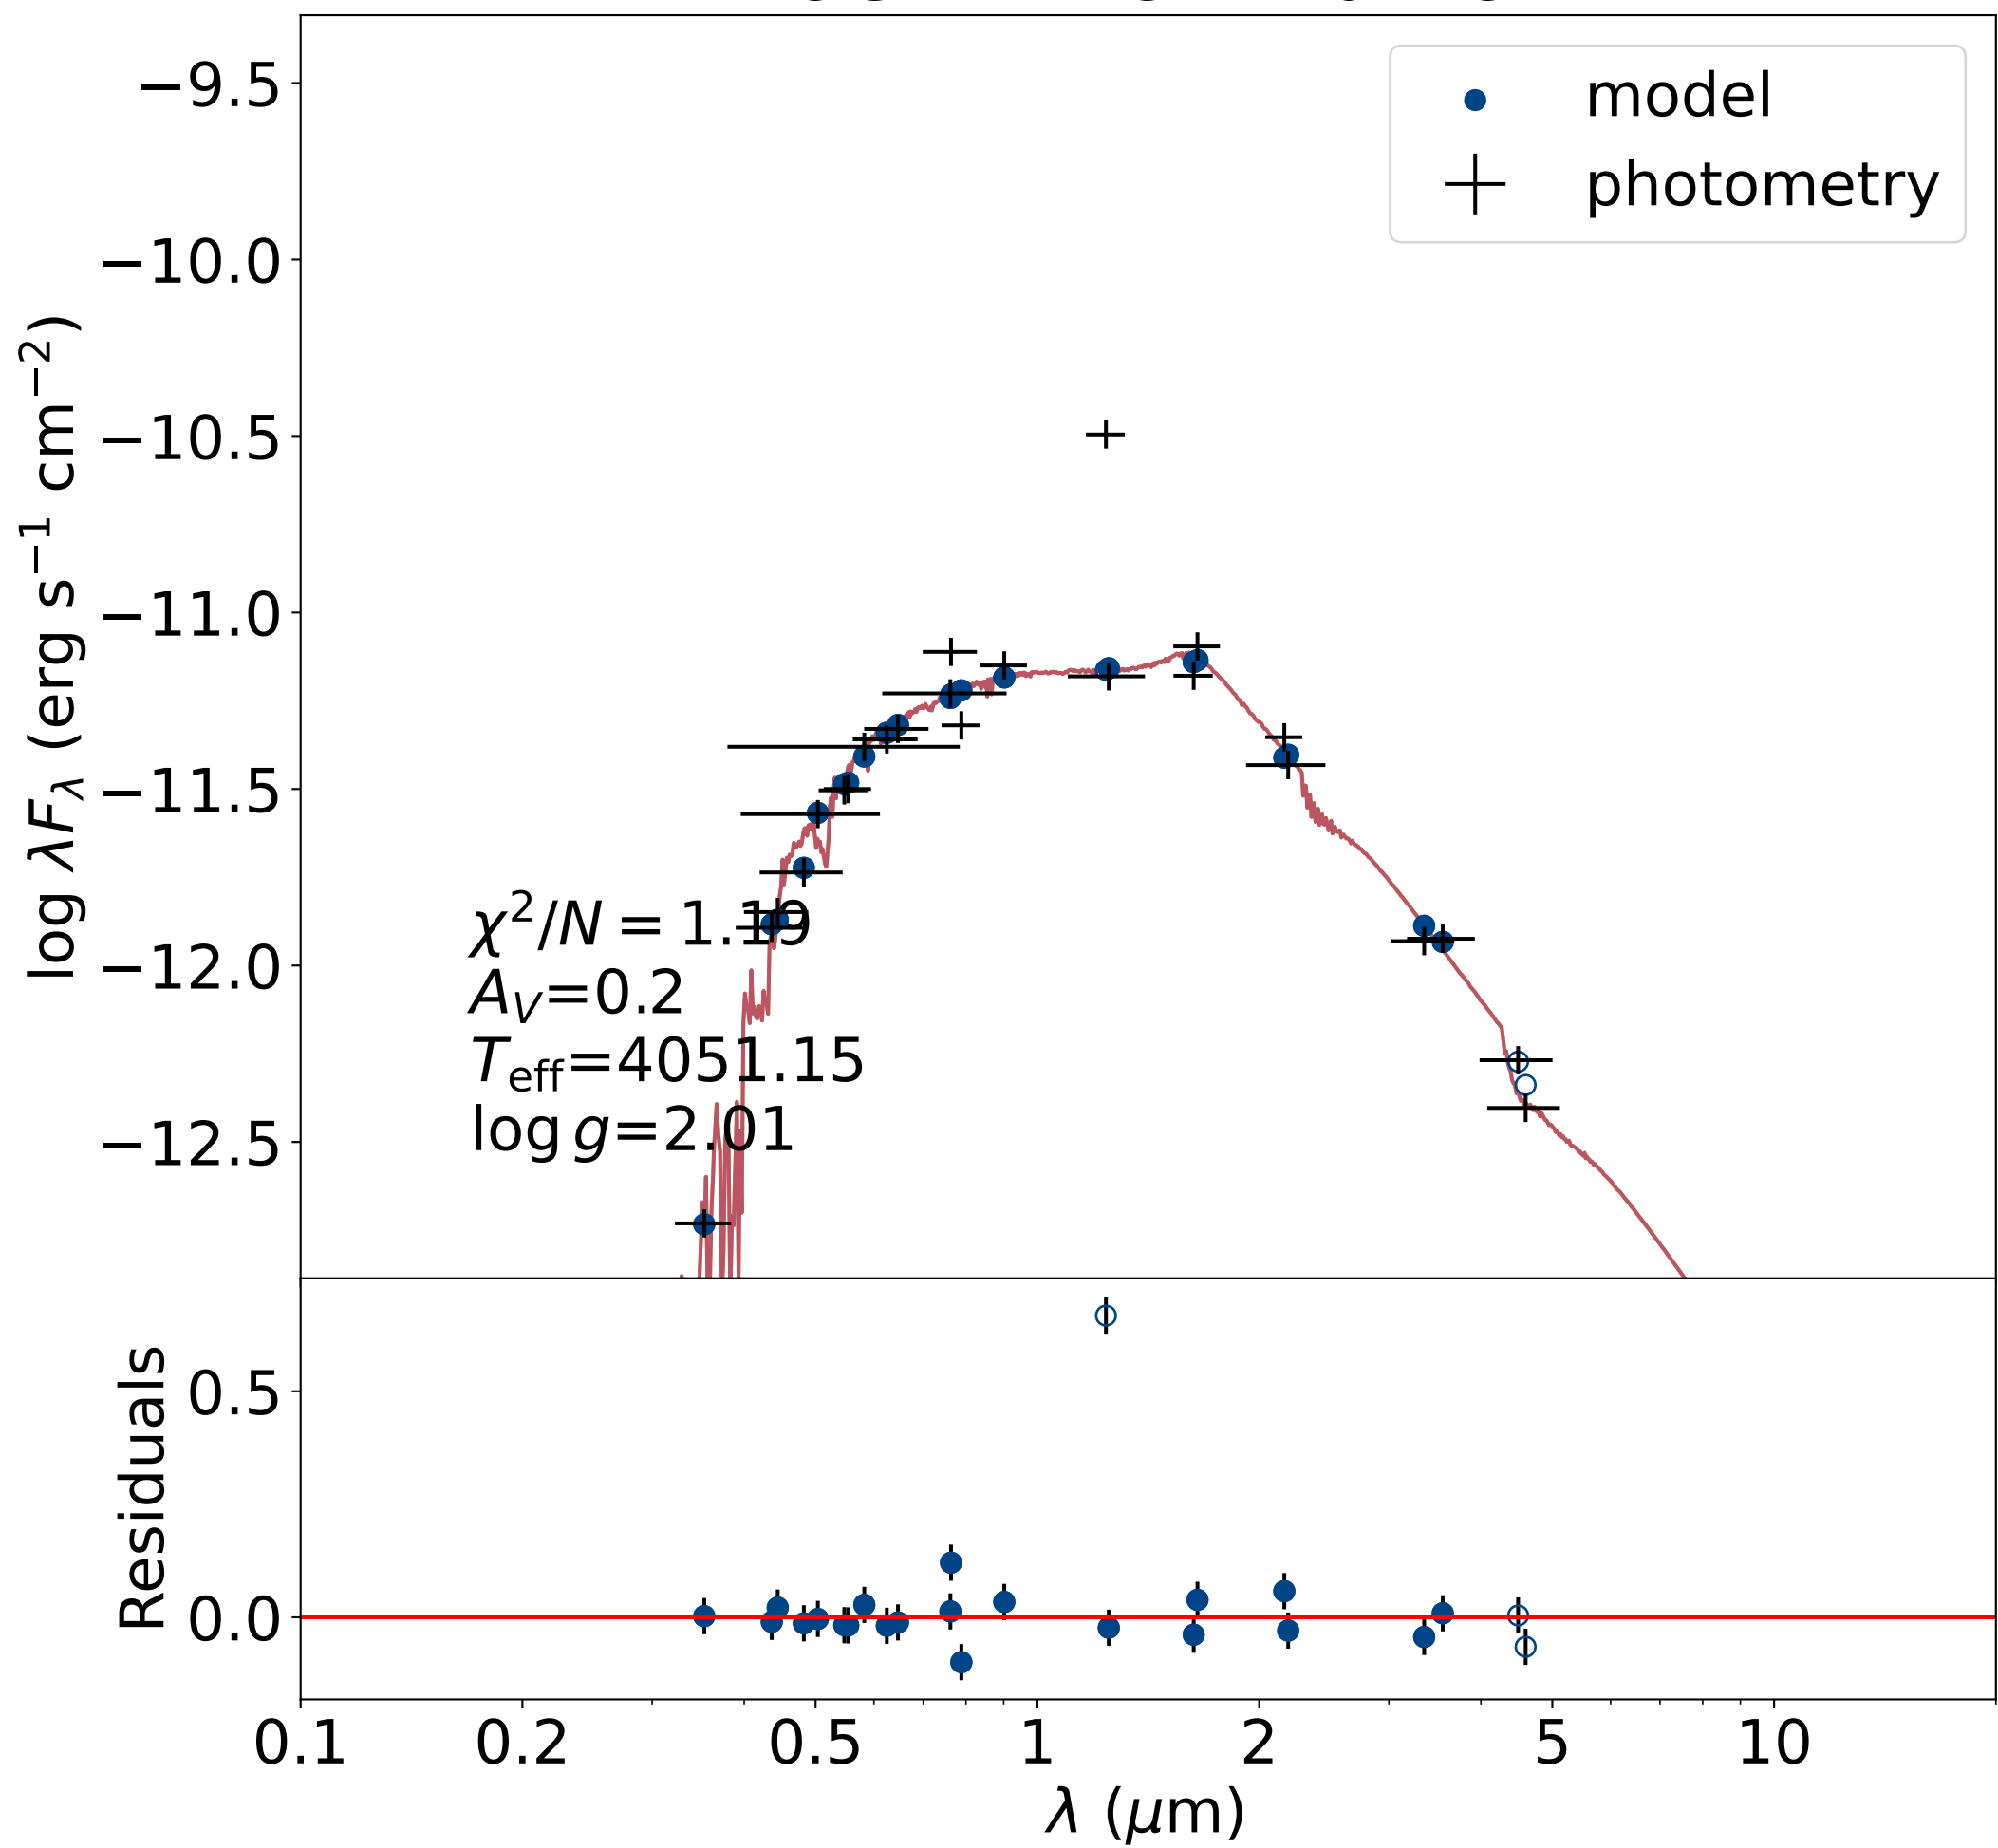 −9.5
−10.0
−10.5
−11.0
−11.5
−12.0
−12.5
log λF_λ (erg s⁻¹ cm⁻²)
model
photometry
χ²/N = 1.19
A_V=0.2
T_eff=4051.15
log g=2.01
0.5
0.0
Residuals
0.1 0.2 0.5 1 2 5 10
λ (μm)